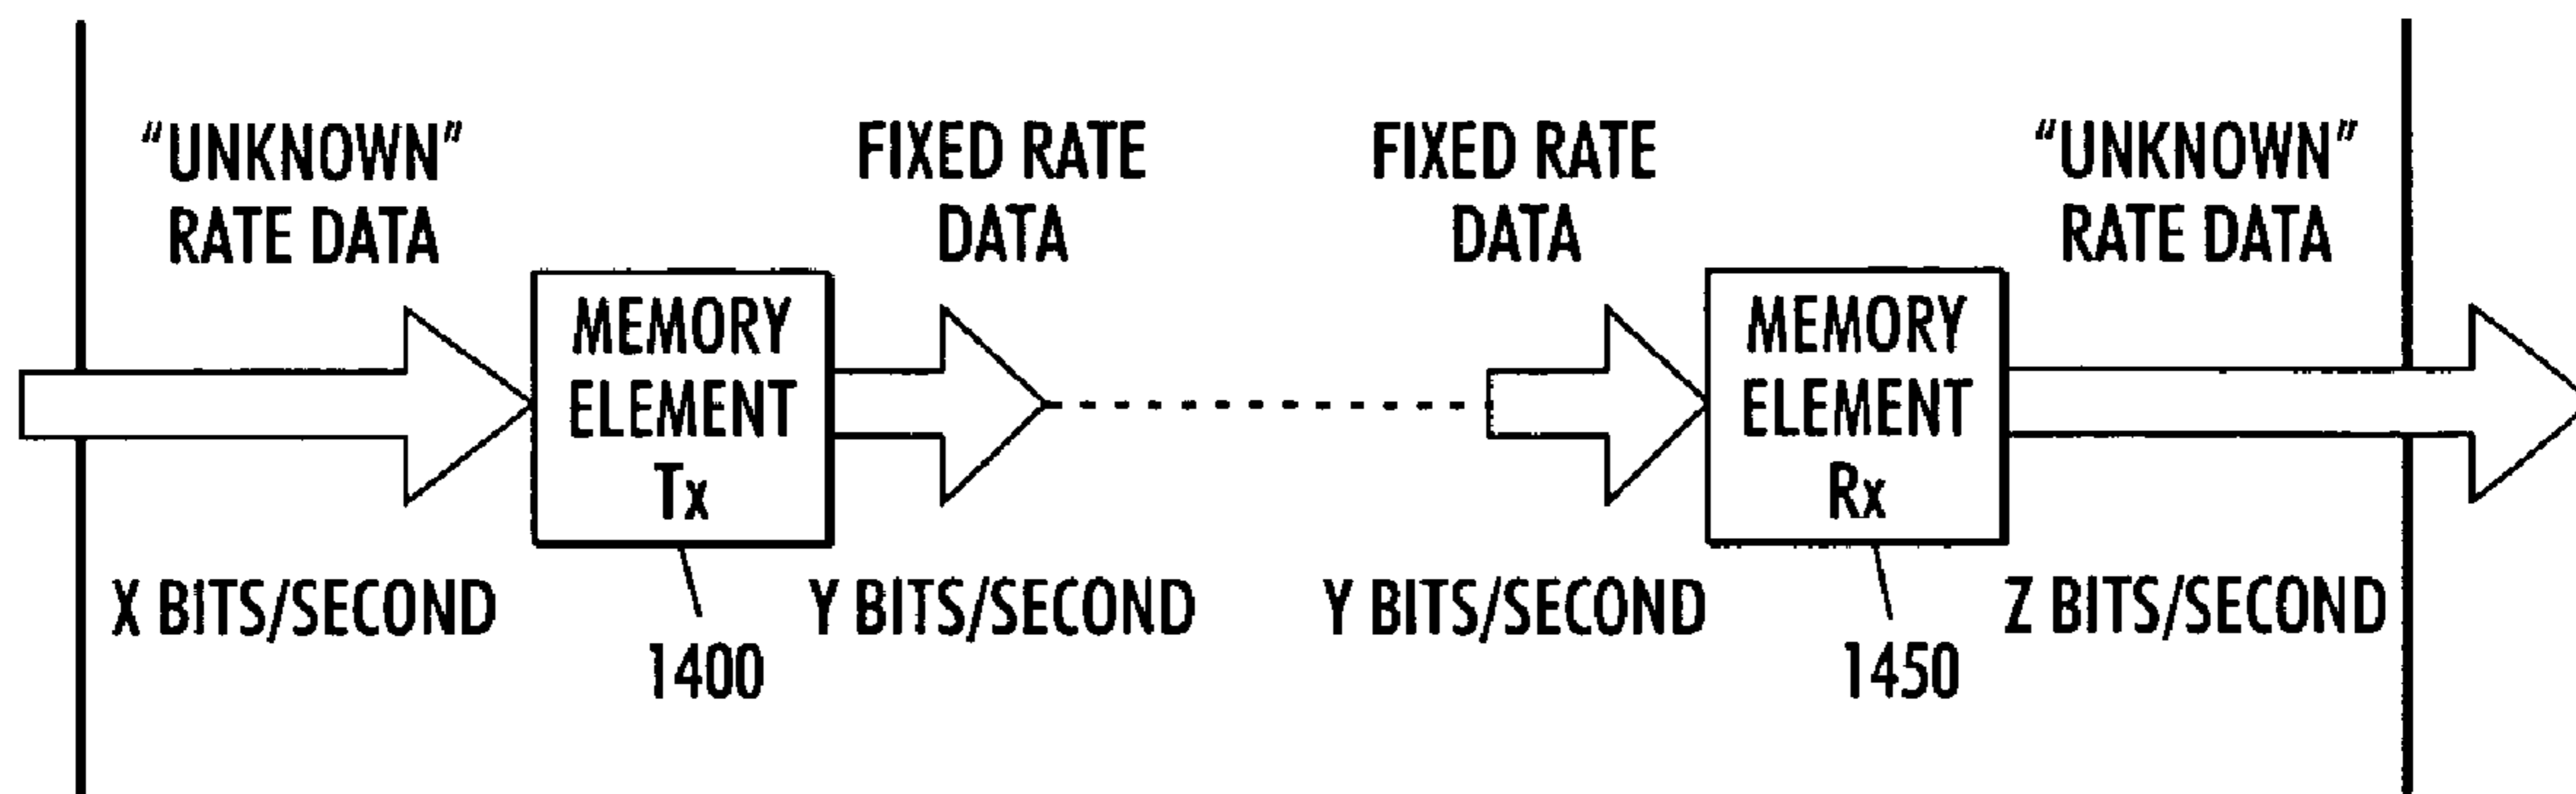 “UNKNOWN”
RATE DATA
FIXED RATE
DATA
FIXED RATE
DATA
“UNKNOWN”
RATE DATA
MEMORY
ELEMENT
Tx
MEMORY
ELEMENT
Rx
X BITS/SECOND
Y BITS/SECOND
Y BITS/SECOND
Z BITS/SECOND
1400
1450